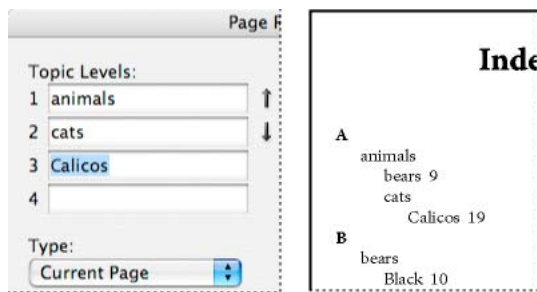 Page
Topic Levels:
1 animals
2 cats
3 Calicos
4
Type:
Current Page
Inde
A
animals
bears 9
cats
Calicos 19
B
bears
Black 10